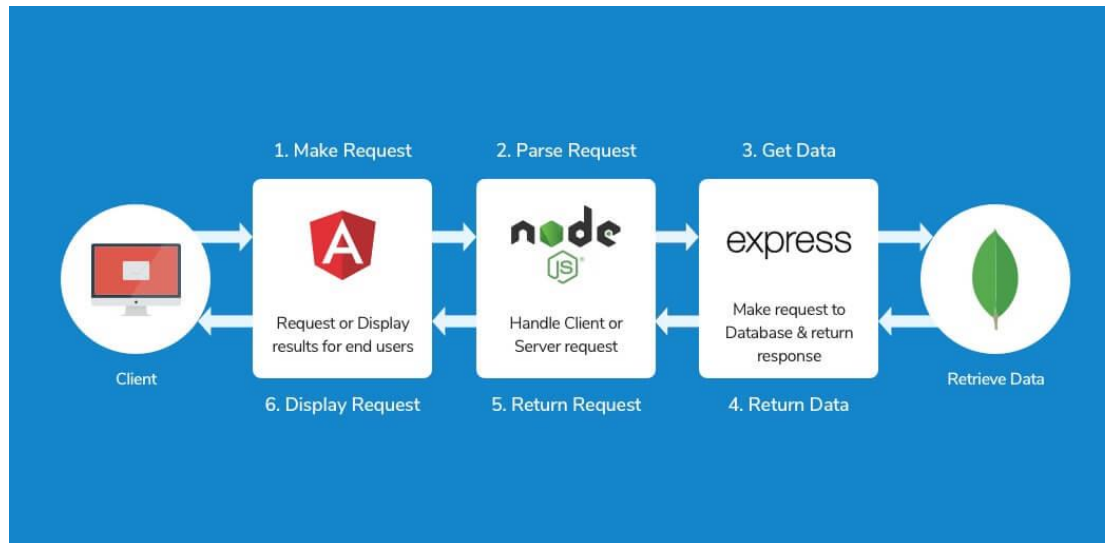 1. Make Request
2. Parse Request
3. Get Data
A
node
JS
express
Request or Display
results for end users
Handle Client or
Server request
Make request to
Database & return
response
Client
Retrieve Data
6. Display Request
5. Return Request
4. Return Data